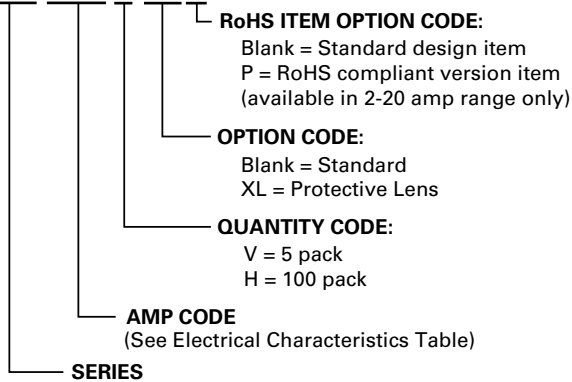 RoHS ITEM OPTION CODE:
Blank = Standard design item
P = RoHS compliant version item
(available in 2-20 amp range only)
OPTION CODE:
Blank = Standard
XL = Protective Lens
QUANTITY CODE:
V = 5 pack
H = 100 pack
AMP CODE
(See Electrical Characteristics Table)
SERIES